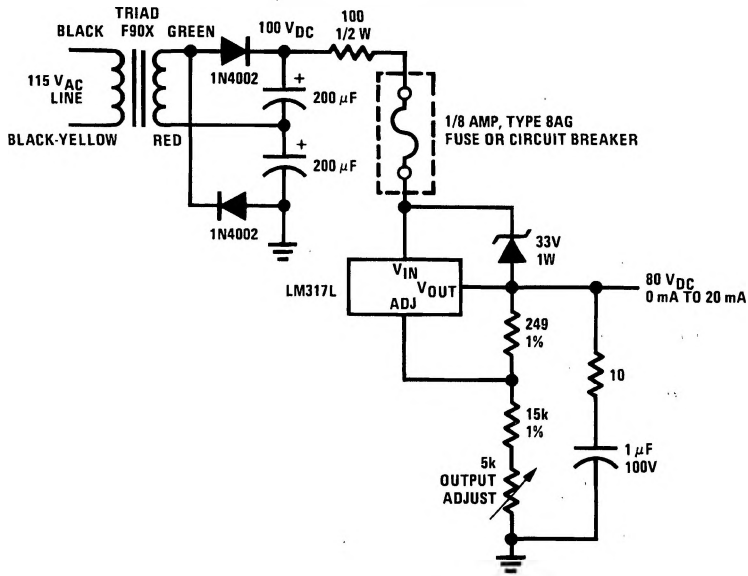 TRIAD
F90X
BLACK
GREEN
115 VAC
LINE
BLACK-YELLOW
RED
1N4002
1N4002
100 VDC
+
200 µF
+
200 µF
100
1/2 W
1/8 AMP, TYPE 8AG
FUSE OR CIRCUIT BREAKER
33V
1W
LM317L
VIN
VOUT
ADJ
80 VDC
0 mA TO 20 mA
249
1%
10
15k
1%
5k
OUTPUT
ADJUST
1 µF
100V